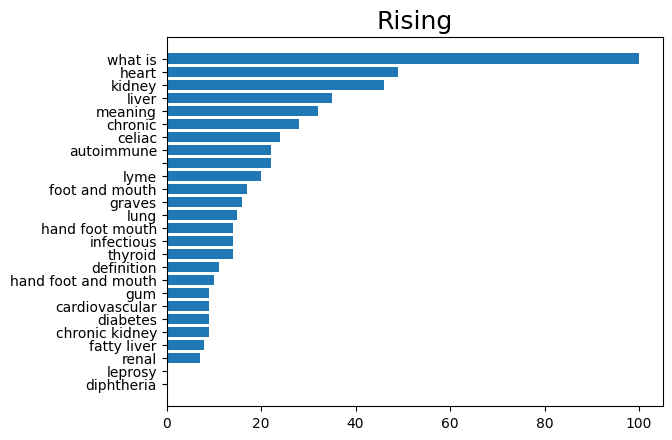 Rising
what is
heart
kidney
liver
meaning
chronic
celiac
autoimmune
lyme
foot and mouth
graves
lung
hand foot mouth
infectious
thyroid
definition
hand foot and mouth
gum
cardiovascular
diabetes
chronic kidney
fatty liver
renal
leprosy
diphtheria
0 20 40 60 80 100